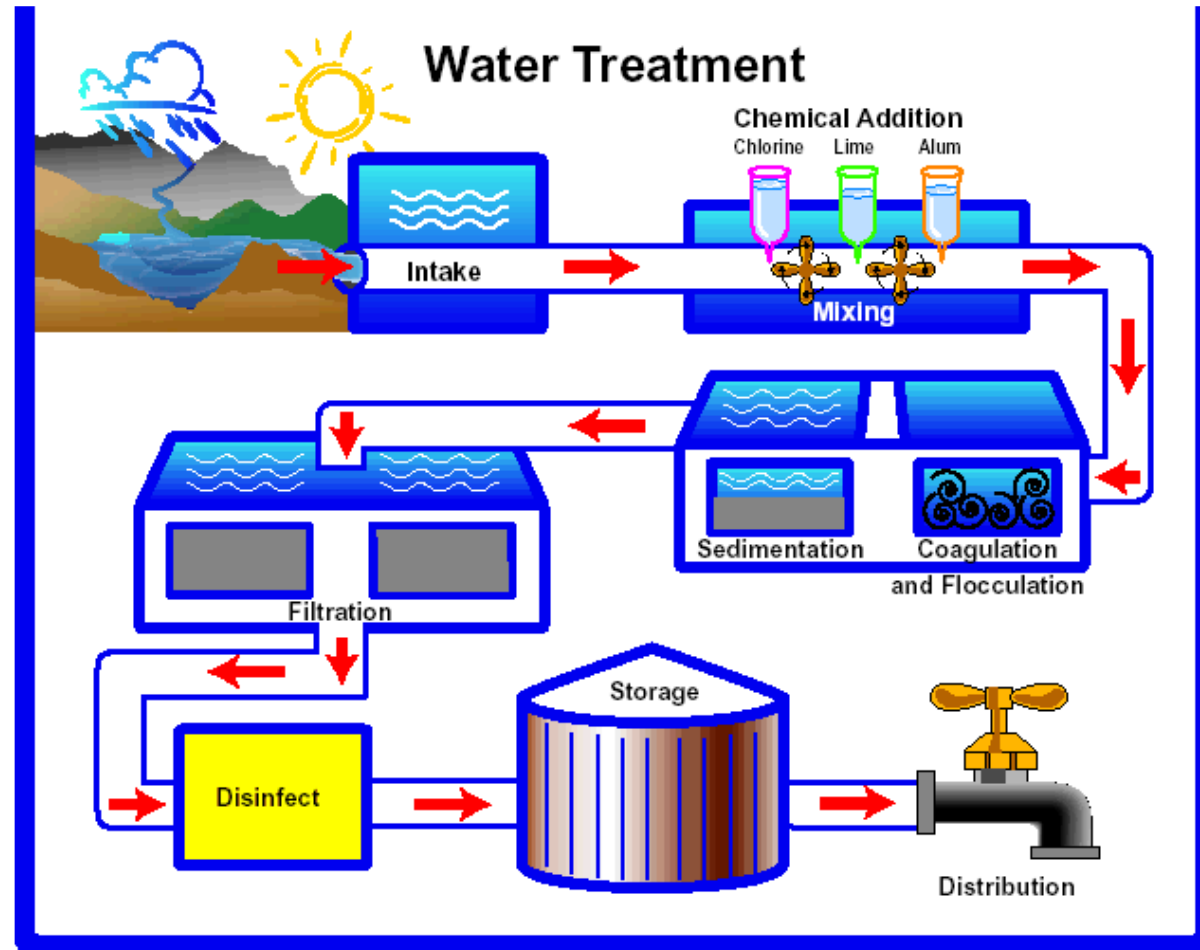 Water Treatment
Chemical Addition
Chlorine Lime Alum
Intake
Mixing
Sedimentation
Coagulation
and Flocculation
Filtration
Disinfect
Storage
Distribution